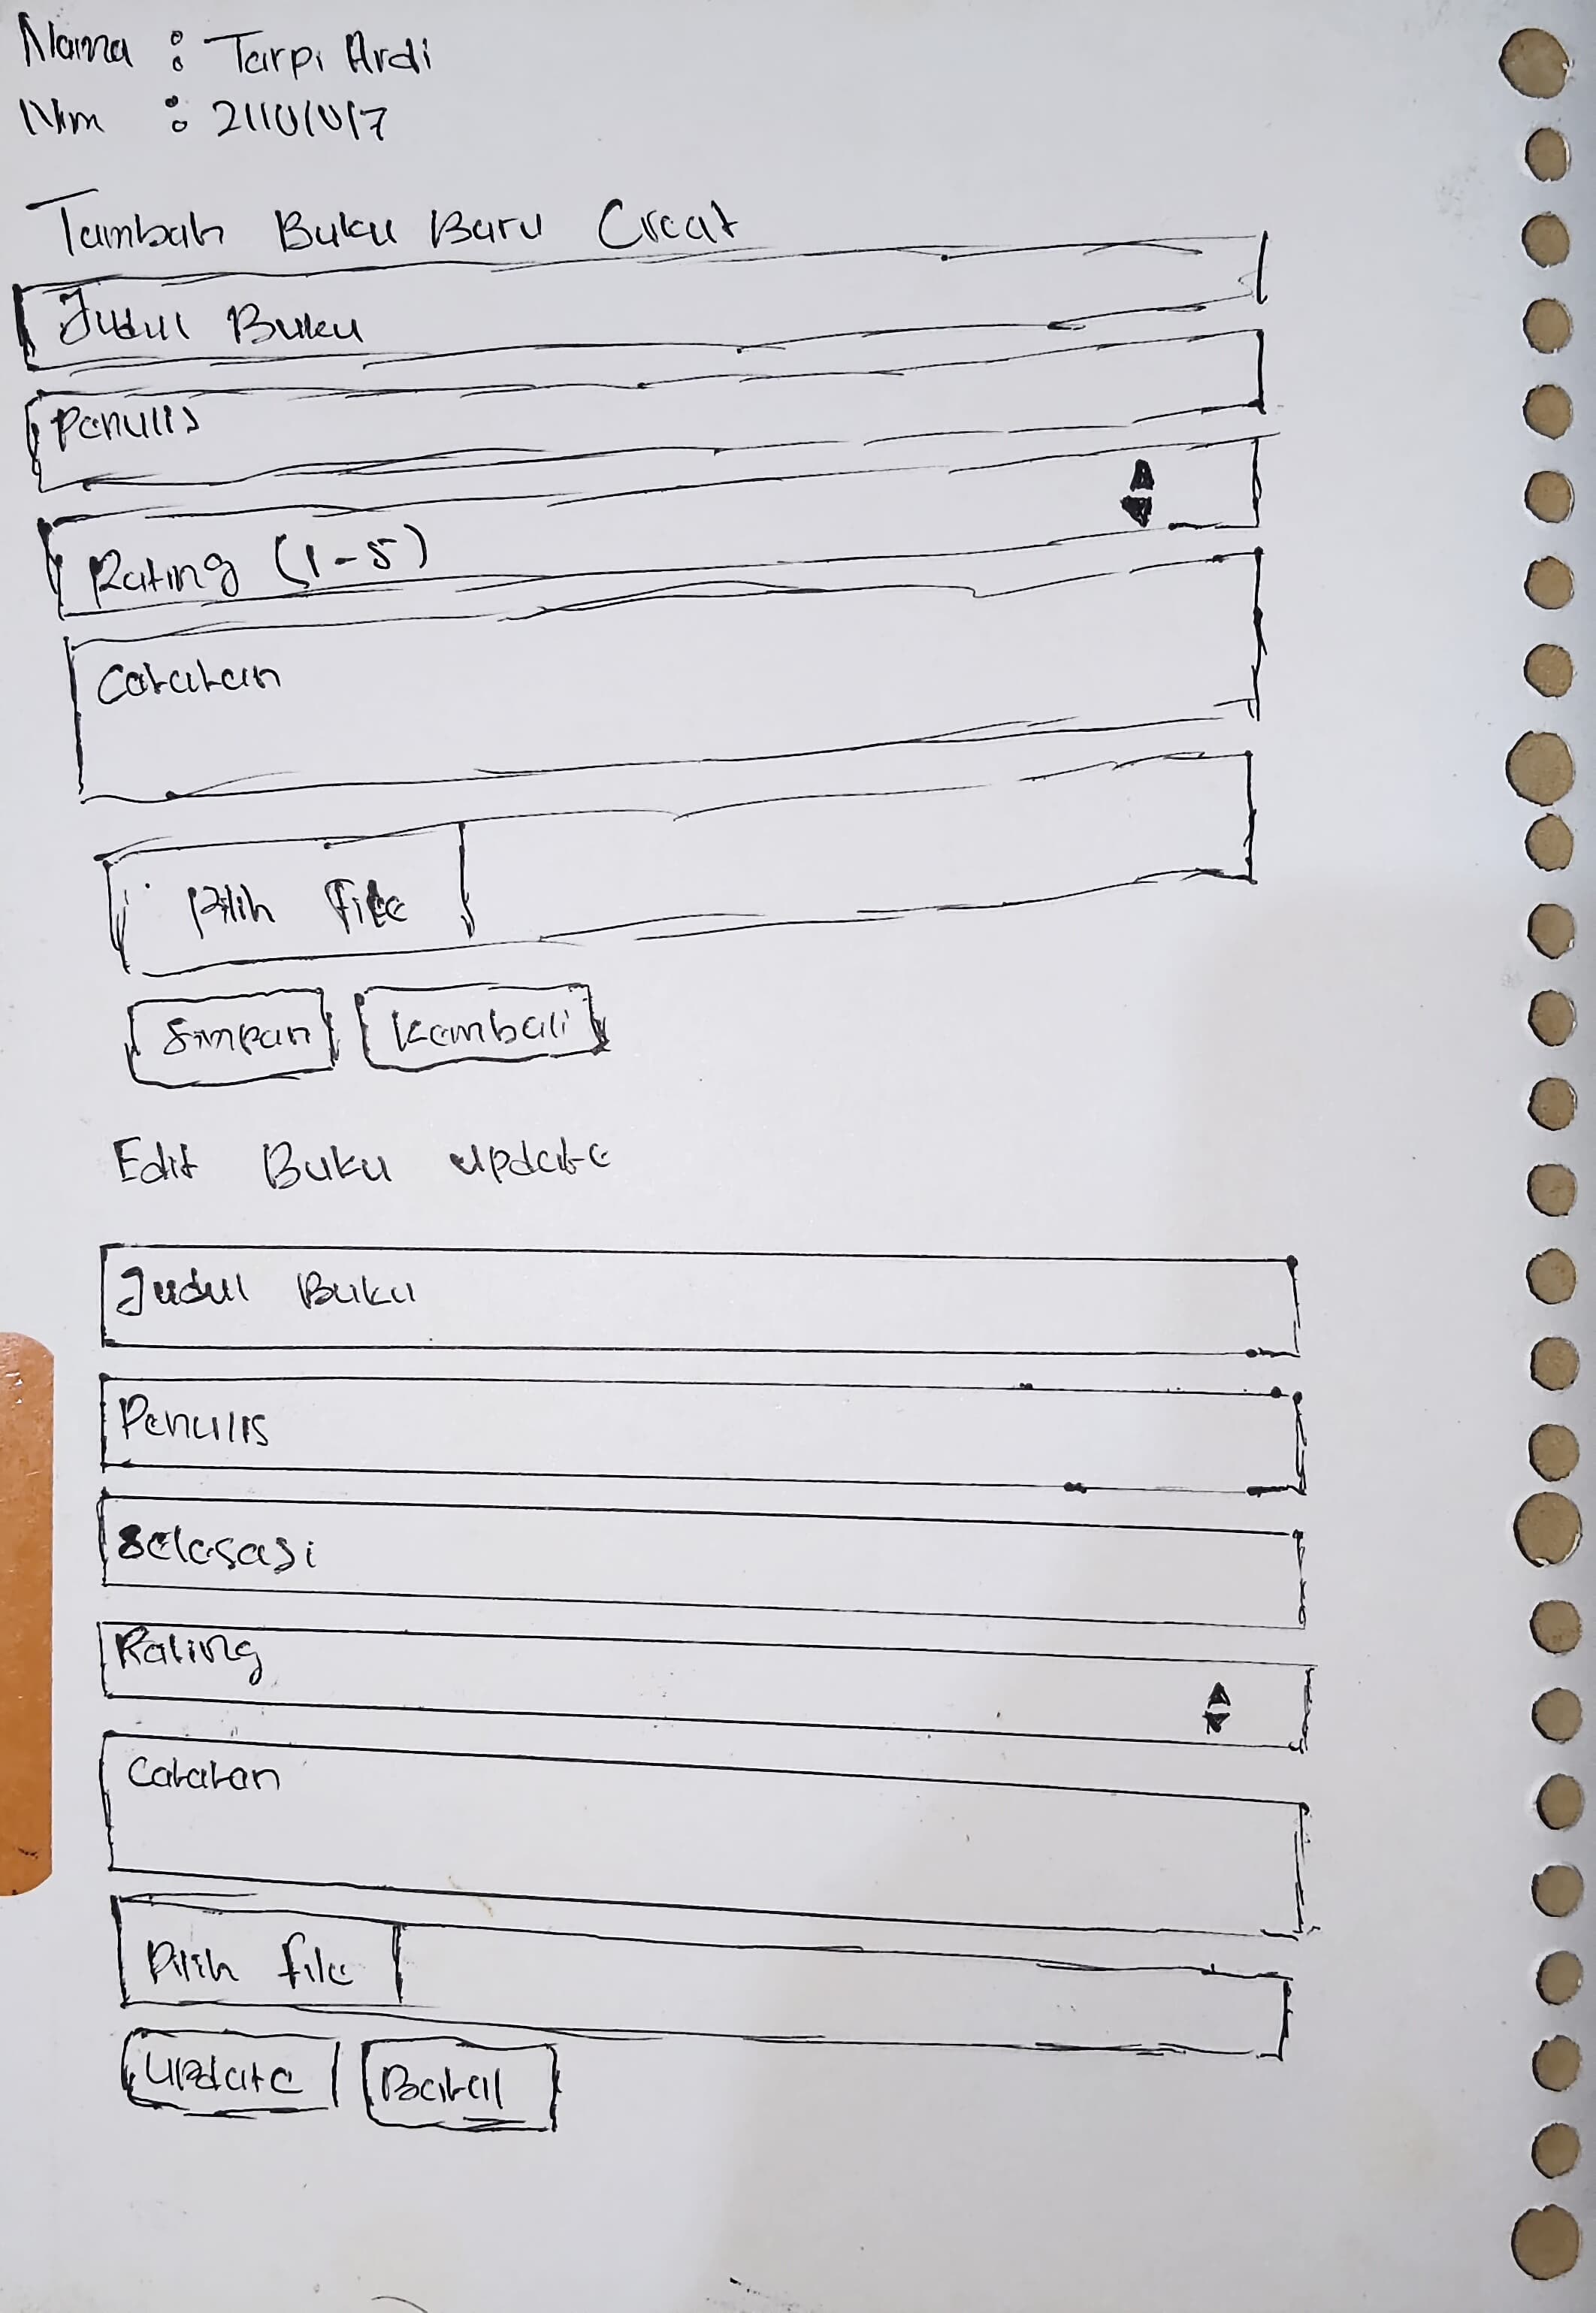 Nama : Tarpi Ardi
Nim : 21101017
Tambah Buku Baru Creat
Judul Buku
Penulis
Rating (1-5)
Catatan
Pilih File
Simpan Kembali
Edit Buku update
Judul Buku
Penulis
Selesasi
Rating
Catatan
Pilih file
Update Batal